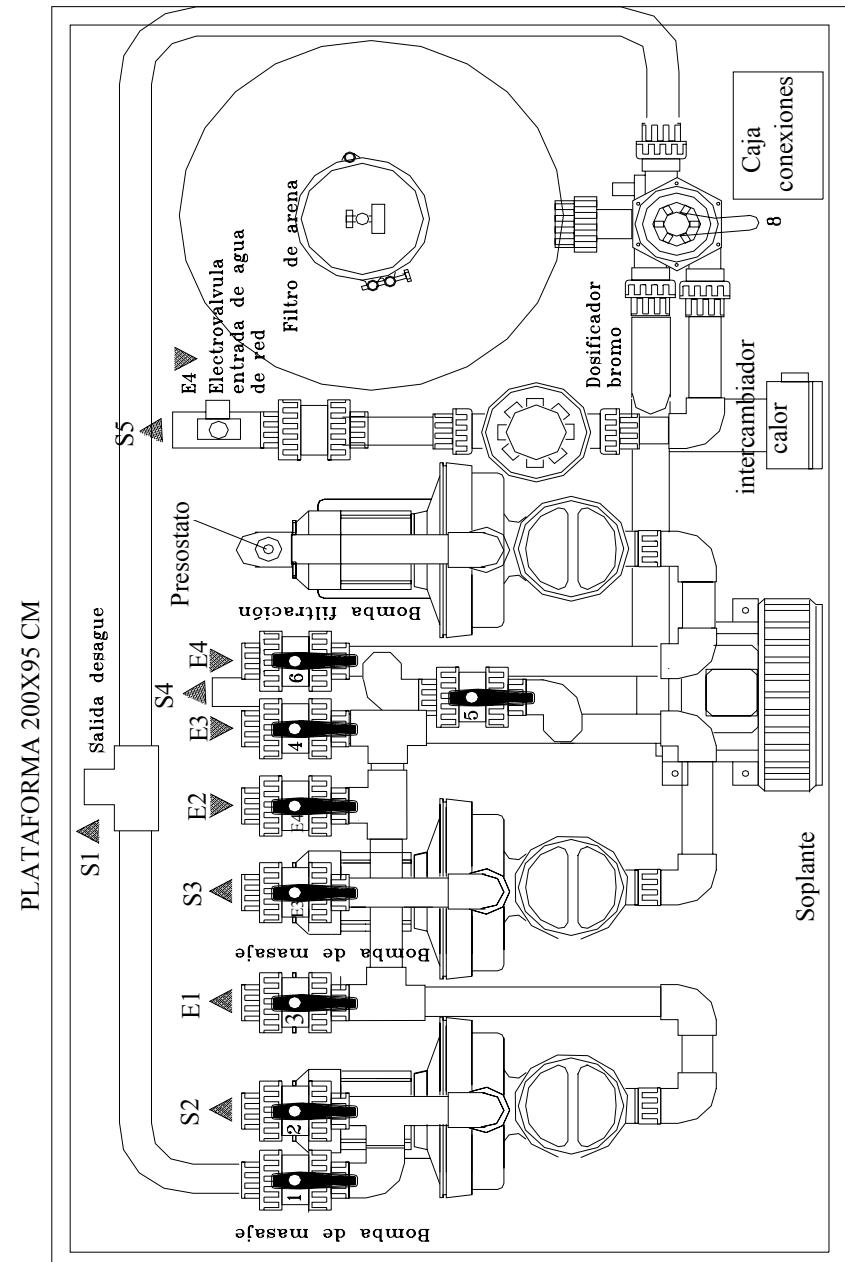 PLATAFORMA 200X95 CM
S1
Salida desague
S2
E1
S3
E2
E3
S4
E4
S5
E4
Electrovalvula
entrada de agua
de red
Filtro de arena
Caja
conexiones
8
Dosificador
bromo
intercambiador
calor
Presostato
Bomba filtración
6
4
5
E4
E3
Bomba de masaje
3
2
1
Bomba de masaje
Soplante